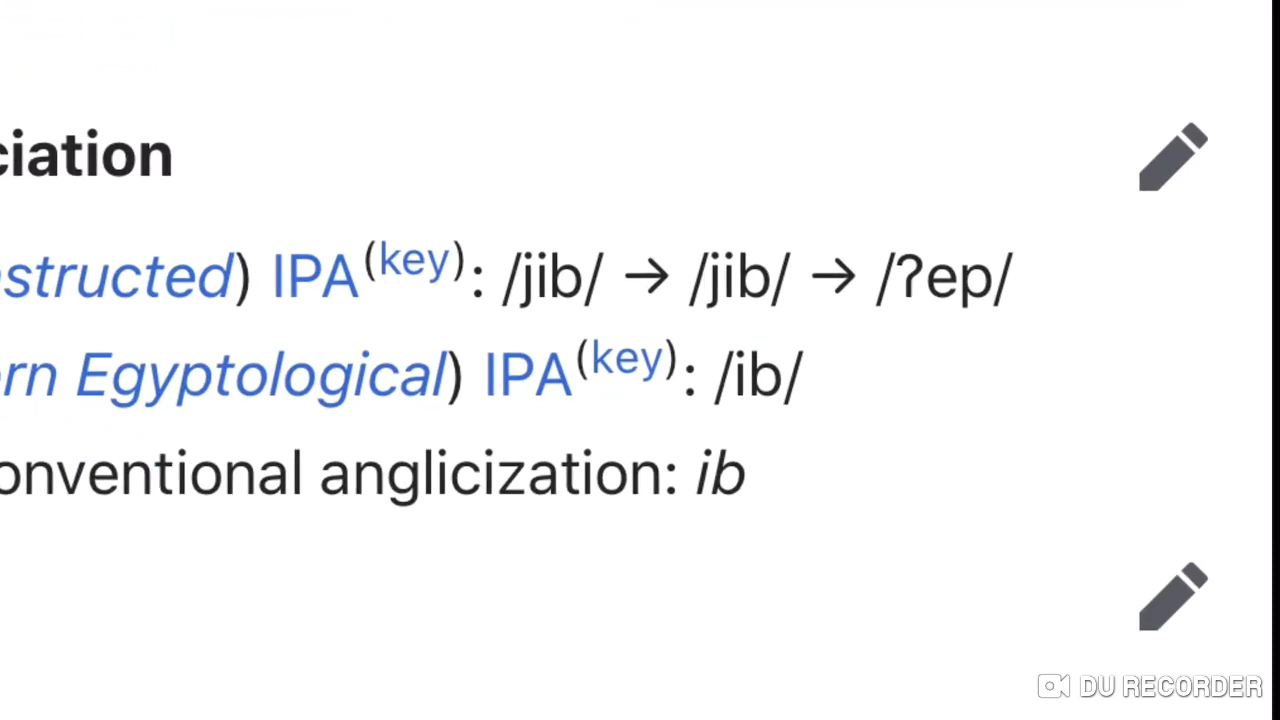 ciation
structed) IPA(key): /jib/ → /jib/ → /ʔep/
rn Egyptological) IPA(key): /ib/
onventional anglicization: ib
DU RECORDER